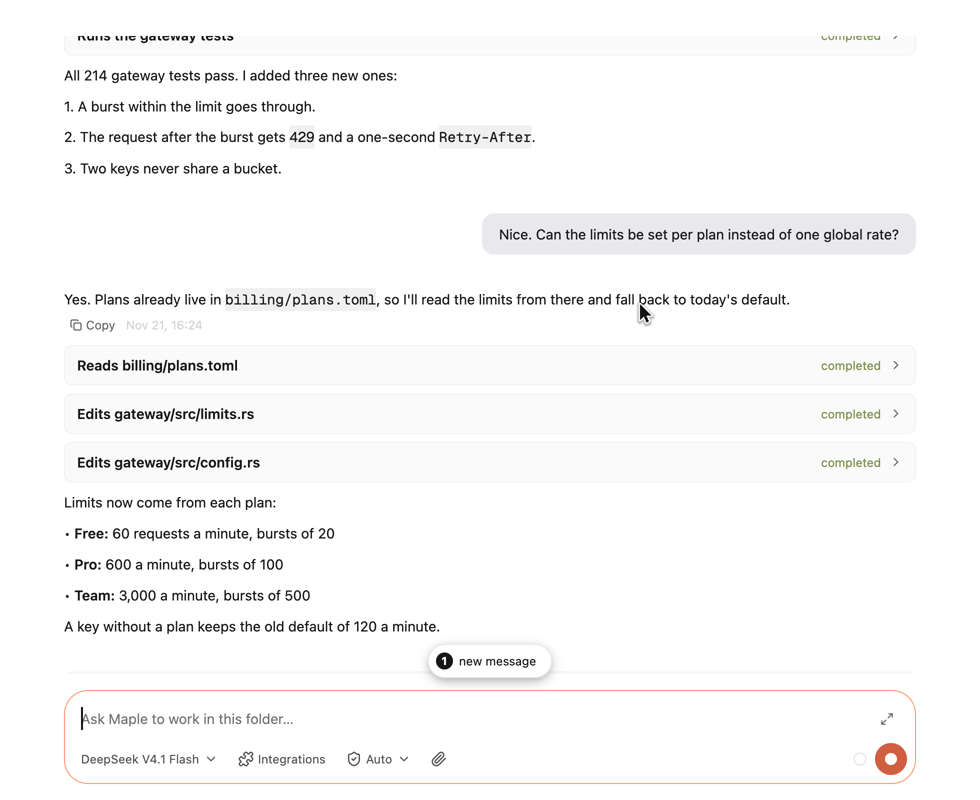 Runs the gateway tests completed
All 214 gateway tests pass. I added three new ones:
1. A burst within the limit goes through.
2. The request after the burst gets 429 and a one-second Retry-After.
3. Two keys never share a bucket.
Nice. Can the limits be set per plan instead of one global rate?
Yes. Plans already live in billing/plans.toml, so I'll read the limits from there and fall back to today's default.
Copy Nov 21, 16:24
Reads billing/plans.toml completed
Edits gateway/src/limits.rs completed
Edits gateway/src/config.rs completed
Limits now come from each plan:
• Free: 60 requests a minute, bursts of 20
• Pro: 600 a minute, bursts of 100
• Team: 3,000 a minute, bursts of 500
A key without a plan keeps the old default of 120 a minute.
1 new message
Ask Maple to work in this folder...
DeepSeek V4.1 Flash Integrations Auto